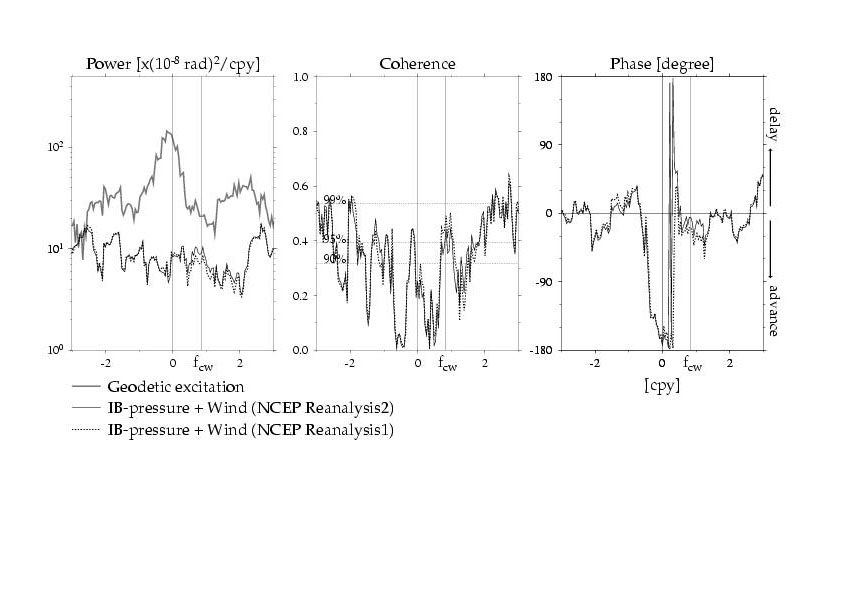 Power [x(10⁻⁸ rad)²/cpy]
10²
10¹
10⁰
-2 0 f_cw 2
Coherence
1.0
0.8
0.6
0.4
0.2
0.0
99%
95%
90%
-2 0 f_cw 2
Phase [degree]
180
90
0
-90
-180
-2 0 f_cw 2
[cpy]
delay
advance
Geodetic excitation
IB-pressure + Wind (NCEP Reanalysis2)
IB-pressure + Wind (NCEP Reanalysis1)